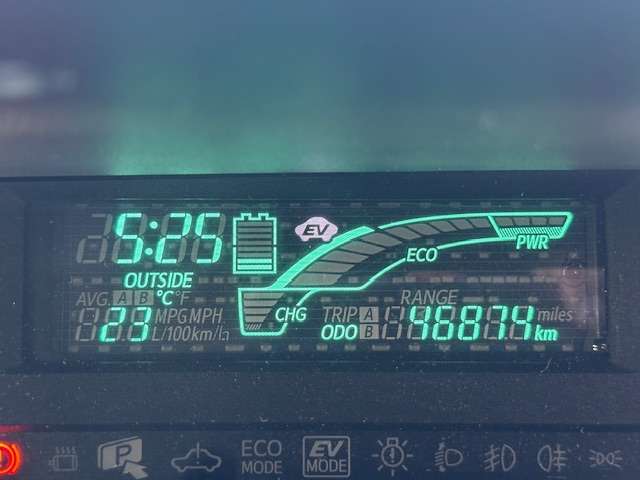 5:25
EV
ECO
PWR
OUTSIDE
°C °F
AVG. A B
CHG
RANGE
23
MPG MPH
L/100km/h
TRIP A
ODO B
46874
miles
km
P
ECO
MODE
EV
MODE